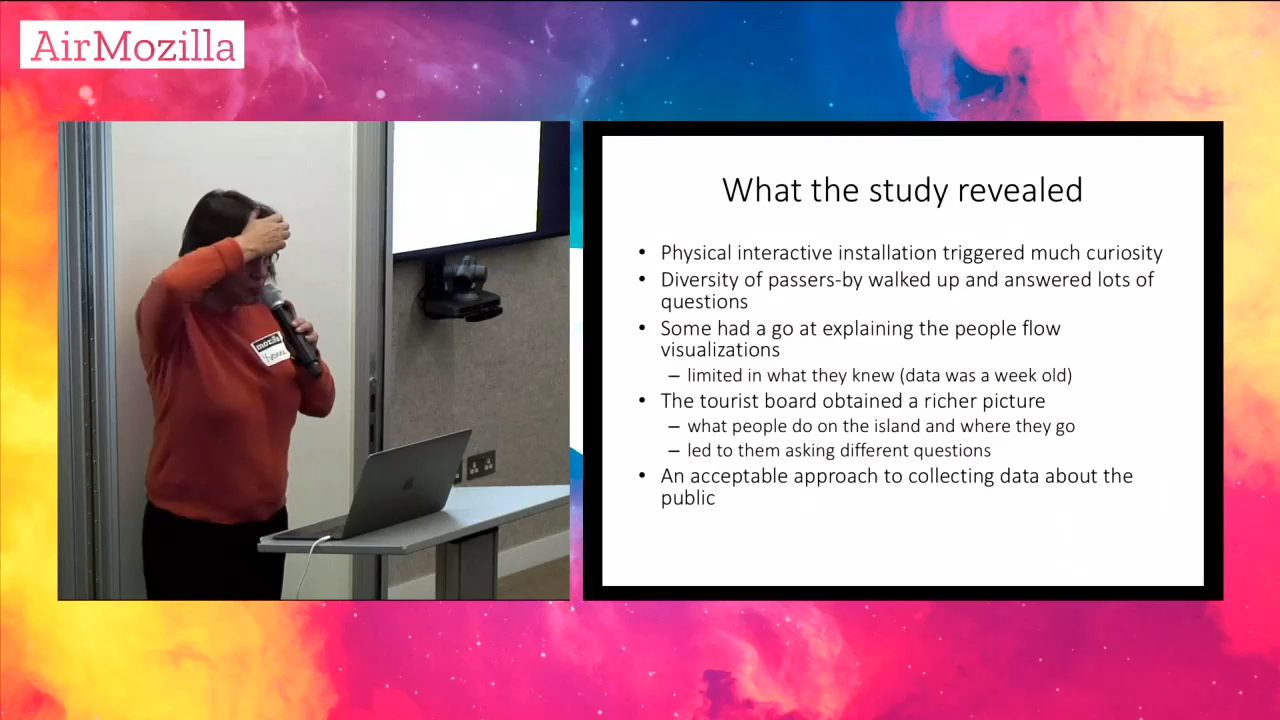 AirMozilla
mozilla
Yvonne
What the study revealed
• Physical interactive installation triggered much curiosity
• Diversity of passers-by walked up and answered lots of
questions
• Some had a go at explaining the people flow
visualizations
– limited in what they knew (data was a week old)
• The tourist board obtained a richer picture
– what people do on the island and where they go
– led to them asking different questions
• An acceptable approach to collecting data about the
public